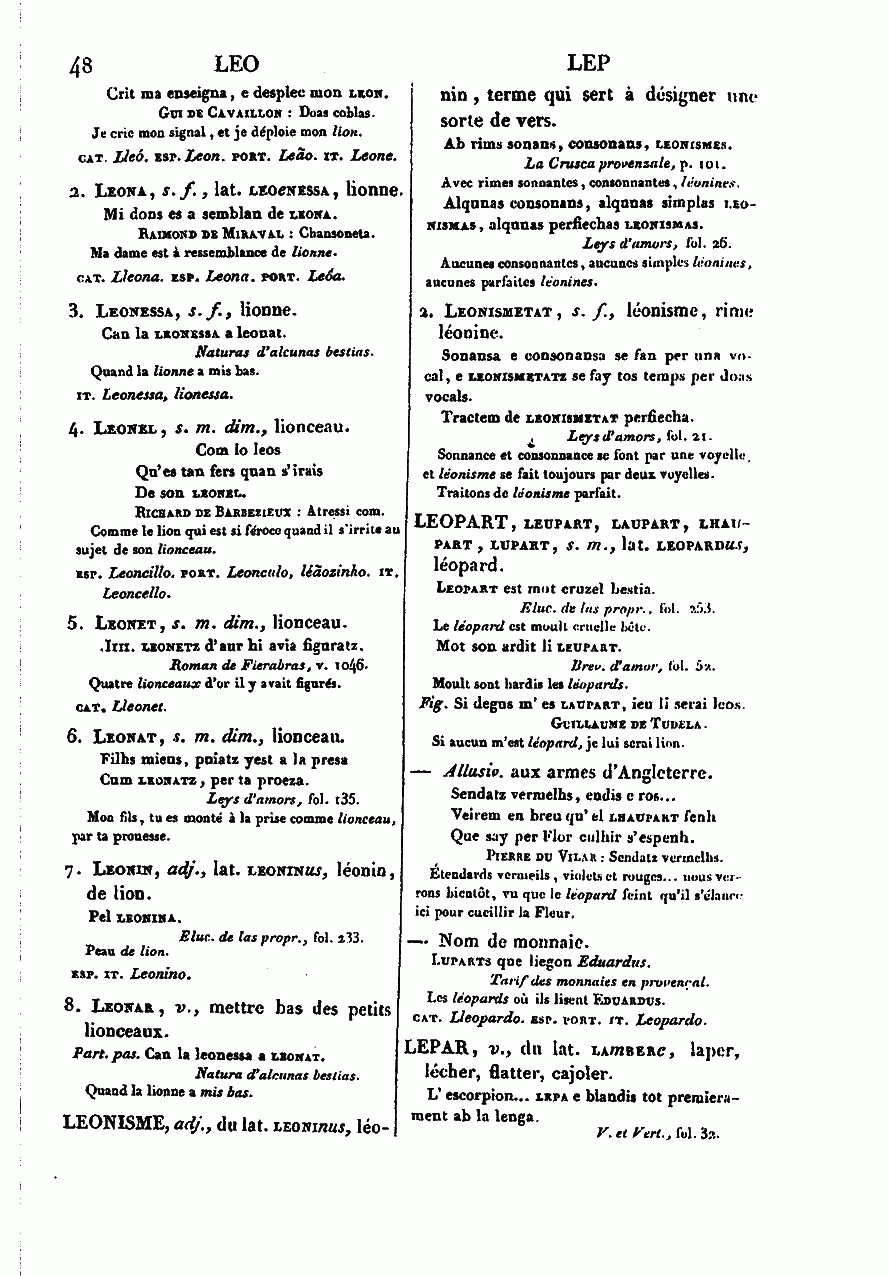 48 LEO LEP
Crit ma enseigna, e desplec mon LEON.
GUI DE CAVAILLON : Doas coblas.
Je crie mon signal, et je déploie mon lion.
CAT. Lleó. ESP. Leon. PORT. Leão. IT. Leone.
2. LEONA, s. f., lat. LEOENESSA, lionne.
Mi dons es a semblan de LEONA.
RAIMOND DE MIRAVAL : Chansoneta.
Ma dame est à ressemblance de lionne.
CAT. Lleona. ESP. Leona. PORT. Leôa.
3. LEONESSA, s. f., lionne.
Can la LEONESSA a leonat.
Naturas d'alcunas bestias.
Quand la lionne a mis bas.
IT. Leonessa, lionessa.
4. LEONEL, s. m. dim., lionceau.
Com lo leos
Qu'es tan fers quan s'irais
De son LEONEL.
RICHARD DE BARBEZIEUX : Atressi com.
Comme le lion qui est si féroce quand il s'irrite au
sujet de son lionceau.
ESP. Leoncillo. PORT. Leonculo, lêãozinho. IT.
Leoncello.
5. LEONET, s. m. dim., lionceau.
.IIII. LEONETZ d'aur hi avia figuratz.
Roman de Fierabras, v. 1046.
Quatre lionceaux d'or il y avait figurés.
CAT. Lleonet.
6. LEONAT, s. m. dim., lionceau.
Filhs miens, puiatz yest a la presa
Cum LEONATZ, per ta proeza.
Leys d'amors, fol. 135.
Mon fils, tu es monté à la prise comme lionceau,
par ta prouesse.
7. LEONIN, adj., lat. LEONINus, léonin,
de lion.
Pel LEONINA.
Eluc. de las propr., fol. 233.
Peau de lion.
ESP. IT. Leonino.
8. LEONAR, v., mettre bas des petits
lionceaux.
Part. pas. Can la leonessa a LEONAT.
Natura d'alcunas bestias.
Quand la lionne a mis bas.
LEONISME, adj., du lat. LEONInus, léo-
nin, terme qui sert à désigner une
sorte de vers.
Ab rims sonans, consonans, LEONISMES.
La Crusca provenzale, p. 101.
Avec rimes sonnantes, consonnantes, léonines.
Alqunas consonans, alqunas simplas LEO-
NISMAS, alqunas perfiechas LEONISMAS.
Leys d'amors, fol. 26.
Aucunes consonnantes, aucunes simples léonines,
aucunes parfaites léonines.
2. LEONISMETAT, s. f., léonisme, rime
léonine.
Sonansa e consonansa se fan per una vo-
cal, e LEONISMETATZ se fay tos temps per doas
vocals.
Tractem de LEONISMETAT perfiecha.
Leys d'amors, fol. 21.
Sonnance et consonnance se font par une voyelle,
et léonisme se fait toujours par deux voyelles.
Traitons de léonisme parfait.
LEOPART, LEUPART, LAUPART, LHAU-
PART, LUPART, s. m., lat. LEOPARDUS,
léopard.
LEOPART est mot cruzel bestia.
Eluc. de las propr., fol. 253.
Le léopard est moult cruelle bête.
Mot son ardit li LEUPART.
Brev. d'amor, fol. 52.
Moult sont hardis les léopards.
Fig. Si degus m'es LAUPART, ieu li serai leos.
GUILLAUME DE TUDELA.
Si aucun m'est léopard, je lui serai lion.
— Allusiv. aux armes d'Angleterre.
Sendatz vermelhs, endis e ros...
Veirem en breu qu'el LHAUPART fenh
Que say per Flor culhir s'espenh.
PIERRE DU VILAR : Sendatz vermelhs.
Étendards vermeils, violets et rouges... nous ver-
rons bientôt, vu que le léopard feint qu'il s'élance
ici pour cueillir la Fleur.
— Nom de monnaie.
LUPARTS que liegon Eduardus.
Tarif des monnaies en provençal.
Les léopards où ils lisent EDUARDUS.
CAT. Lleopardo. ESP. PORT. IT. Leopardo.
LEPAR, v., du lat. LAMBERE, laper,
lécher, flatter, cajoler.
L'escorpion... LEPA e blandis tot premiera-
ment ab la lenga.
V. et Vert., fol. 32.